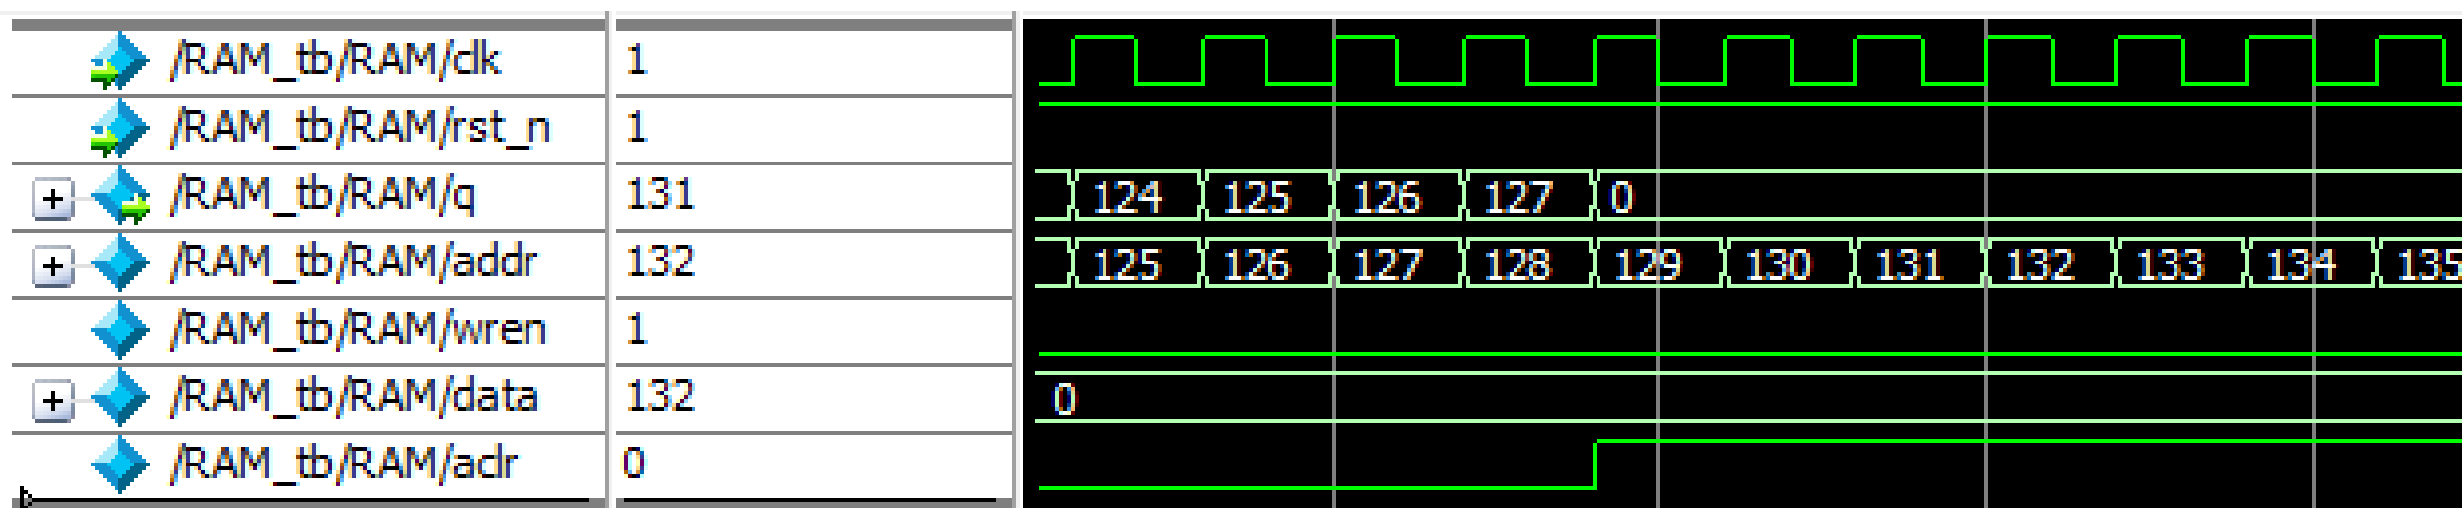 /RAM_tb/RAM/clk 1
/RAM_tb/RAM/rst_n 1
+ /RAM_tb/RAM/q 131 124 125 126 127 0
+ /RAM_tb/RAM/addr 132 125 126 127 128 129 130 131 132 133 134 135
/RAM_tb/RAM/wren 1
+ /RAM_tb/RAM/data 132 0
/RAM_tb/RAM/aclr 0